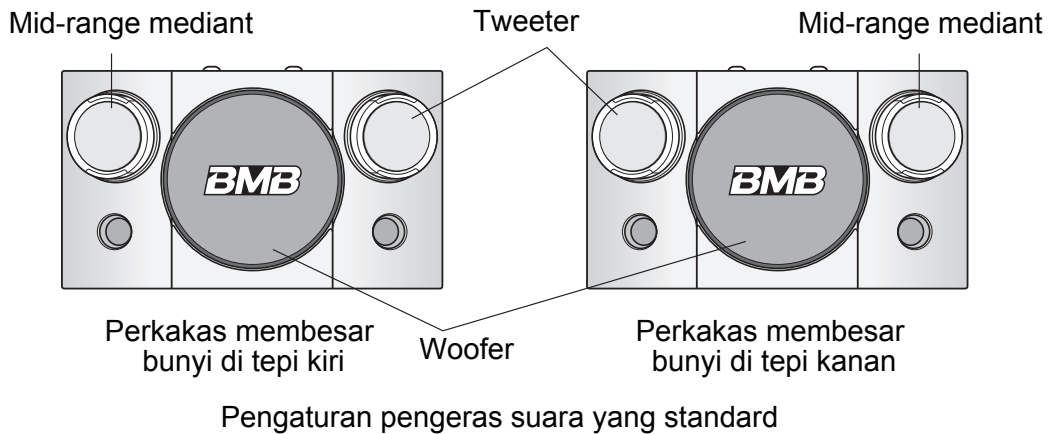 Mid-range mediant
Tweeter
Mid-range mediant
BMB
BMB
Perkakas membesar
bunyi di tepi kiri
Woofer
Perkakas membesar
bunyi di tepi kanan
Pengaturan pengeras suara yang standard